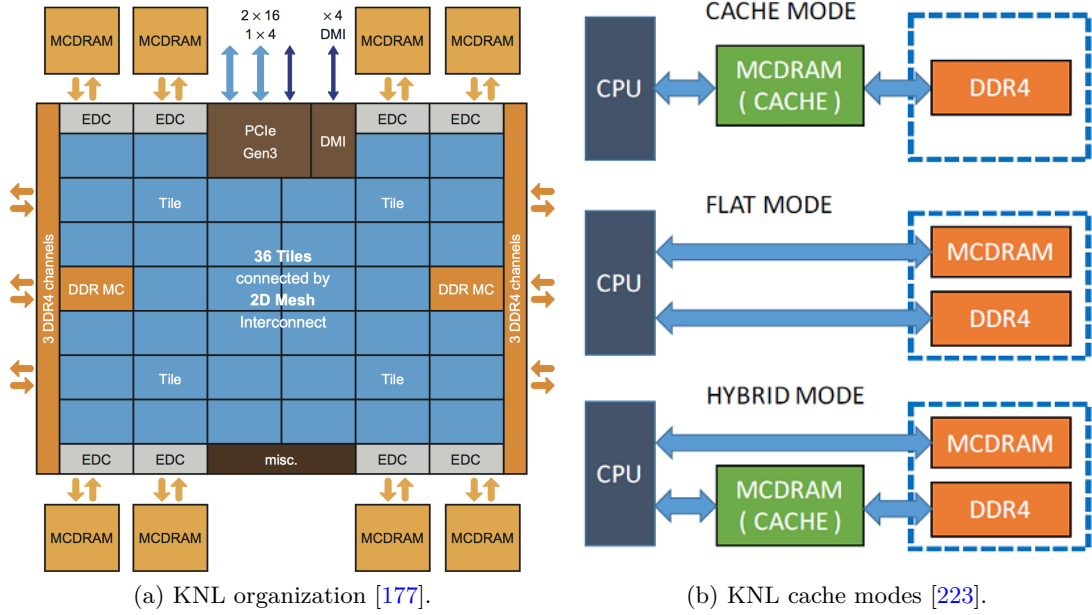 MCDRAM
MCDRAM
2 × 16
1 × 4
× 4
DMI
MCDRAM
MCDRAM
EDC
EDC
PCIe
Gen3
DMI
EDC
EDC
Tile
Tile
3 DDR4 channels
DDR MC
36 Tiles
connected by
2D Mesh
Interconnect
DDR MC
3 DDR4 channels
Tile
Tile
EDC
EDC
misc.
EDC
EDC
MCDRAM
MCDRAM
MCDRAM
MCDRAM
(a) KNL organization [177].
CACHE MODE
CPU
MCDRAM
( CACHE )
DDR4
FLAT MODE
CPU
MCDRAM
DDR4
HYBRID MODE
CPU
MCDRAM
MCDRAM
( CACHE )
DDR4
(b) KNL cache modes [223].